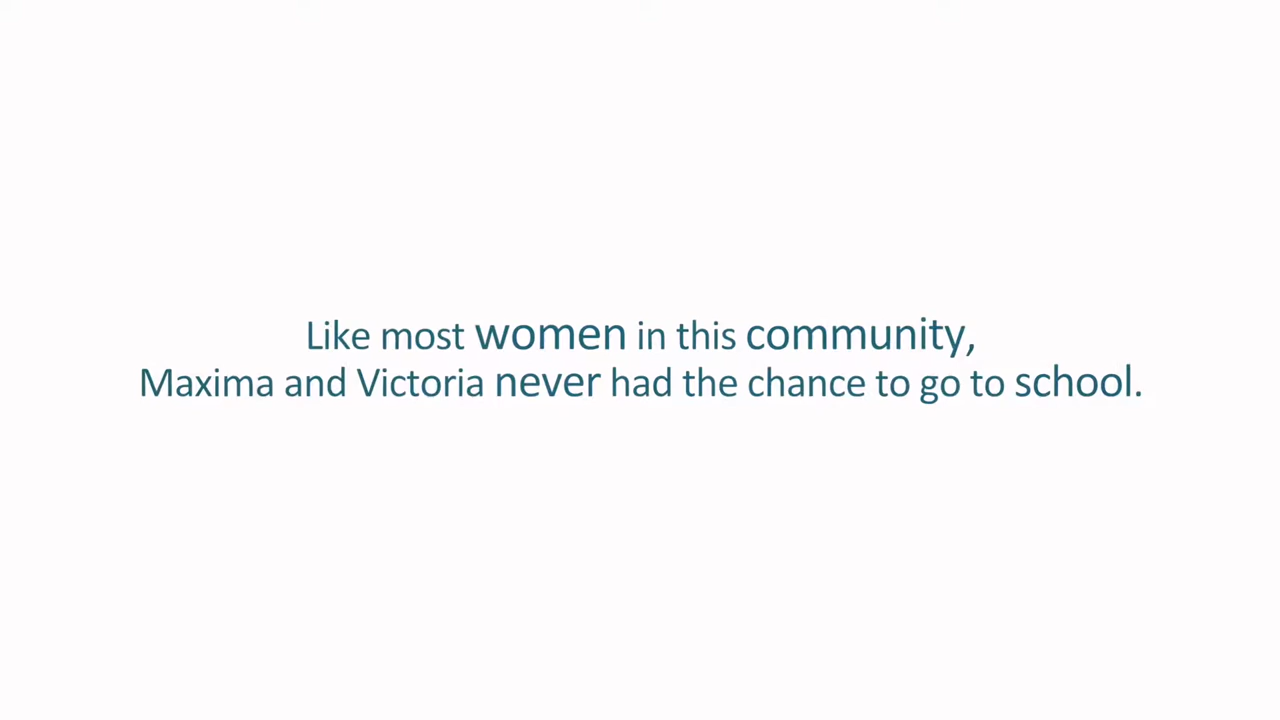 Like most women in this community,
Maxima and Victoria never had the chance to go to school.